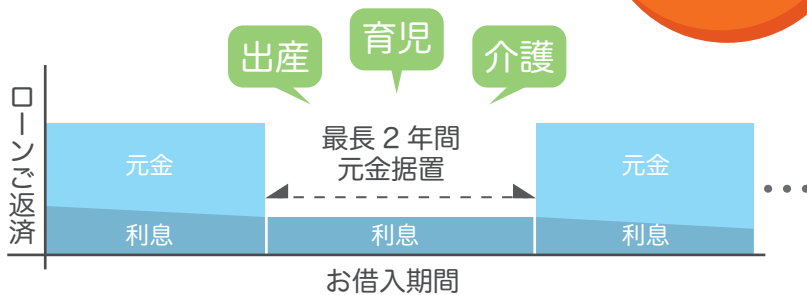 出産
育児
介護
ローンご返済
最長2年間
元金据置
元金
元金
利息
利息
利息
お借入期間